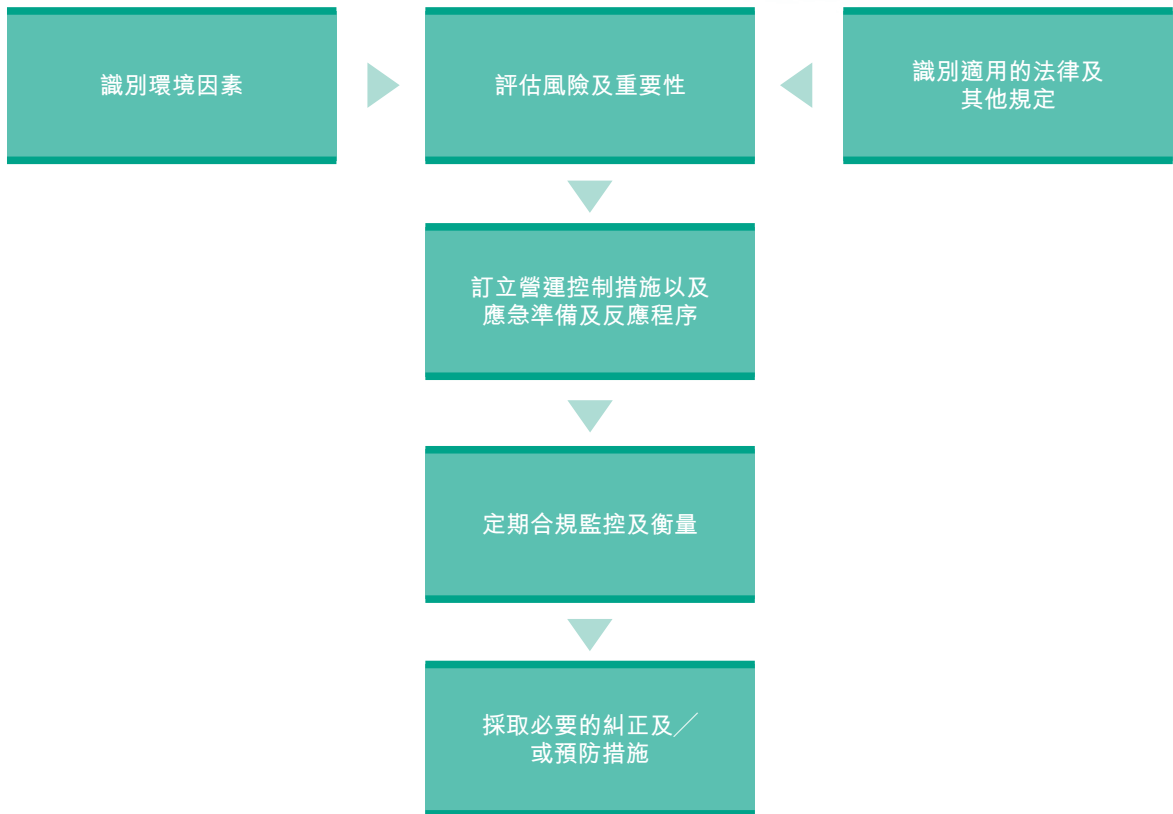 識別環境因素
評估風險及重要性
識別適用的法律及
其他規定
訂立營運控制措施以及
應急準備及反應程序
定期合規監控及衡量
採取必要的糾正及╱
或預防措施